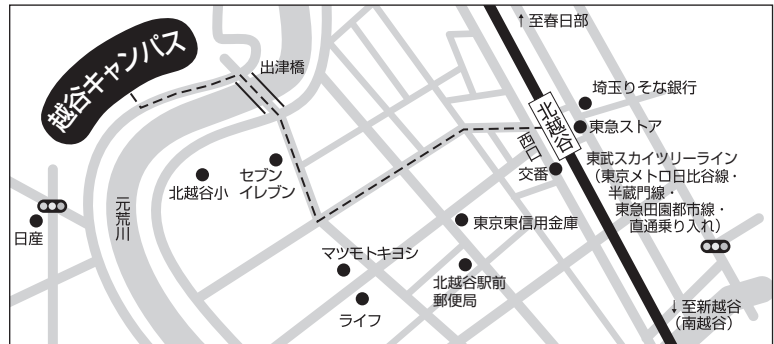 ↑至春日部
越谷キャンパス
出津橋
埼玉りそな銀行
北越谷
東急ストア
西口
交番
東武スカイツリーライン
（東京メトロ日比谷線・
半蔵門線・
東急田園都市線・
直通乗り入れ）
セブン
イレブン
北越谷小
元荒川
日産
東京東信用金庫
マツモトキヨシ
北越谷駅前
郵便局
ライフ
↓至新越谷
（南越谷）